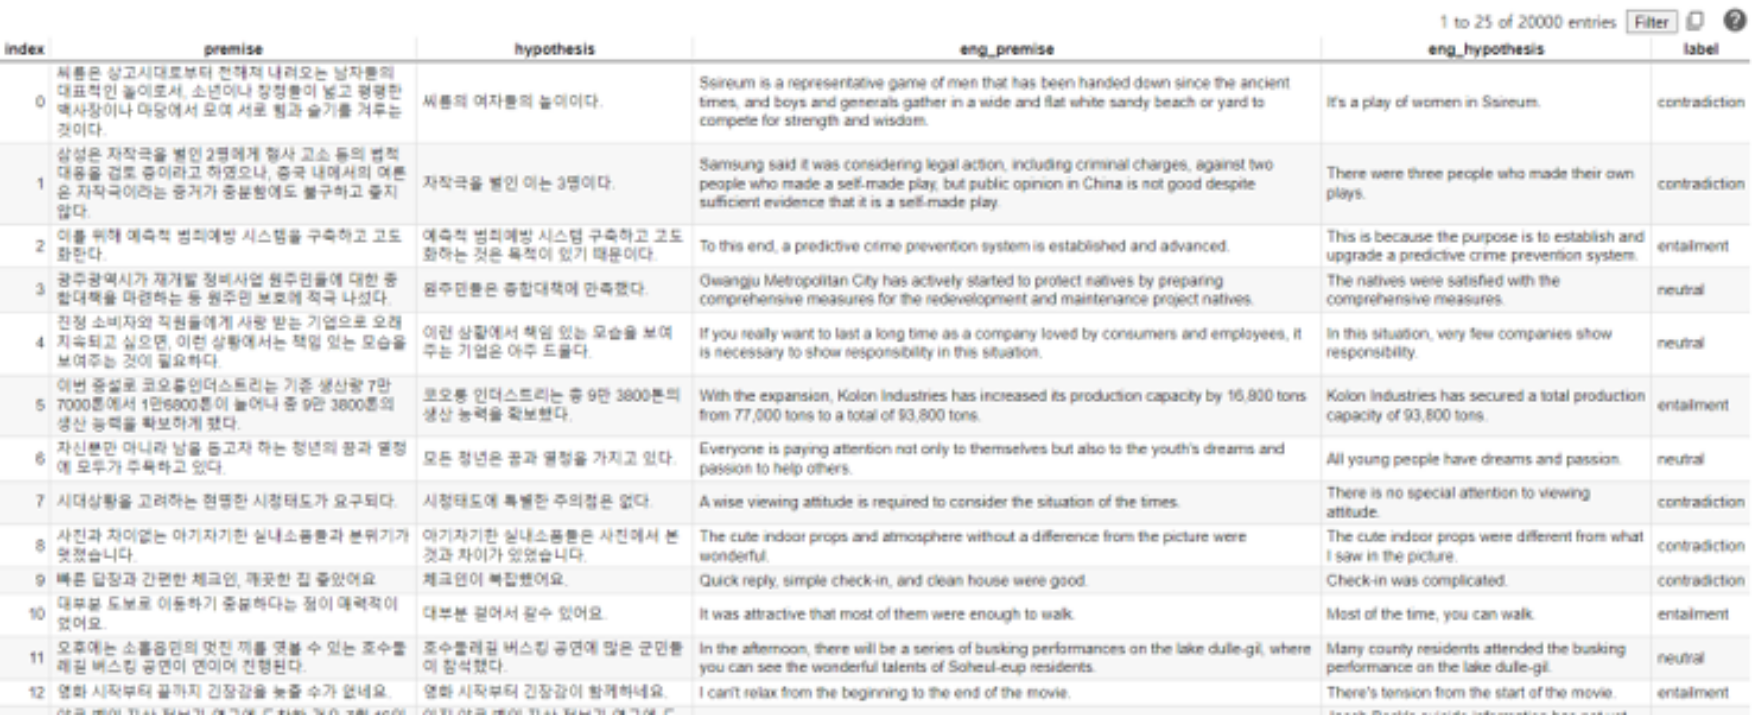 1 to 25 of 20000 entries Filter
index premise hypothesis eng_premise eng_hypothesis label
0
씨름은 상고시대로부터 전해져 내려오는 남자들의
대표적인 놀이로서, 소년이나 장정들이 넓고 평평한
백사장이나 마당에서 모여 서로 힘과 슬기를 겨루는
것이다.
씨름의 여자들의 놀이이다.
Ssireum is a representative game of men that has been handed down since the ancient
times, and boys and generals gather in a wide and flat white sandy beach or yard to
compete for strength and wisdom.
It's a play of women in Ssireum.
contradiction
1
삼성은 자작극을 벌인 2명에게 형사 고소 등의 법적
대응을 검토 중이라고 하였으나, 중국 내에서의 여론
은 자작극이라는 증거가 충분함에도 불구하고 좋지
않다.
자작극을 벌인 이는 3명이다.
Samsung said it was considering legal action, including criminal charges, against two
people who made a self-made play, but public opinion in China is not good despite
sufficient evidence that it is a self-made play.
There were three people who made their own
plays.
contradiction
2
이를 위해 예측적 범죄예방 시스템을 구축하고 고도
화한다.
예측적 범죄예방 시스템 구축하고 고도
화하는 것은 목적이 있기 때문이다.
To this end, a predictive crime prevention system is established and advanced.
This is because the purpose is to establish and
upgrade a predictive crime prevention system.
entailment
3
광주광역시가 재개발 정비사업 원주민들에 대한 종
합대책을 마련하는 등 원주민 보호에 적극 나섰다.
원주민들은 종합대책에 만족했다.
Gwangju Metropolitan City has actively started to protect natives by preparing
comprehensive measures for the redevelopment and maintenance project natives.
The natives were satisfied with the
comprehensive measures.
neutral
4
진정 소비자와 직원들에게 사랑 받는 기업으로 오래
지속되고 싶으면, 이런 상황에서는 책임 있는 모습을
보여주는 것이 필요하다.
이런 상황에서 책임 있는 모습을 보여
주는 기업은 아주 드물다.
If you really want to last a long time as a company loved by consumers and employees, it
is necessary to show responsibility in this situation.
In this situation, very few companies show
responsibility.
neutral
5
이번 증설로 코오롱인더스트리는 기존 생산량 7만
7000톤에서 1만6800톤이 늘어나 총 9만 3800톤의
생산 능력을 확보하게 됐다.
코오롱 인더스트리는 총 9만 3800톤의
생산 능력을 확보했다.
With the expansion, Kolon Industries has increased its production capacity by 16,800 tons
from 77,000 tons to a total of 93,800 tons.
Kolon Industries has secured a total production
capacity of 93,800 tons.
entailment
6
자신뿐만 아니라 남을 돕고자 하는 청년의 꿈과 열정
에 모두가 주목하고 있다.
모든 청년은 꿈과 열정을 가지고 있다.
Everyone is paying attention not only to themselves but also to the youth's dreams and
passion to help others.
All young people have dreams and passion.
neutral
7
시대상황을 고려하는 현명한 시청태도가 요구되다.
시청태도에 특별한 주의점은 없다.
A wise viewing attitude is required to consider the situation of the times.
There is no special attention to viewing
attitude.
contradiction
8
사진과 차이없는 아기자기한 실내소품들과 분위기가
멋졌습니다.
아기자기한 실내소품들은 사진에서 본
것과 차이가 있었습니다.
The cute indoor props and atmosphere without a difference from the picture were
wonderful.
The cute indoor props were different from what
I saw in the picture.
contradiction
9
빠른 답장과 간편한 체크인, 깨끗한 집 좋았어요
체크인이 복잡했어요.
Quick reply, simple check-in, and clean house were good.
Check-in was complicated.
contradiction
10
대부분 도보로 이동하기 충분하다는 점이 매력적이
었어요.
대부분 걸어서 갈수 있어요.
It was attractive that most of them were enough to walk.
Most of the time, you can walk.
entailment
11
오후에는 소흘읍민의 멋진 끼를 엿볼 수 있는 호수둘
레길 버스킹 공연이 연이어 진행된다.
호수둘레길 버스킹 공연에 많은 군민들
이 참석했다.
In the afternoon, there will be a series of busking performances on the lake dulle-gil, where
you can see the wonderful talents of Soheul-eup residents.
Many county residents attended the busking
performance on the lake dulle-gil.
neutral
12
영화 시작부터 끝까지 긴장감을 늦출 수가 없네요.
영화 시작부터 긴장감이 함께하네요.
I can't relax from the beginning to the end of the movie.
There's tension from the start of the movie.
entailment